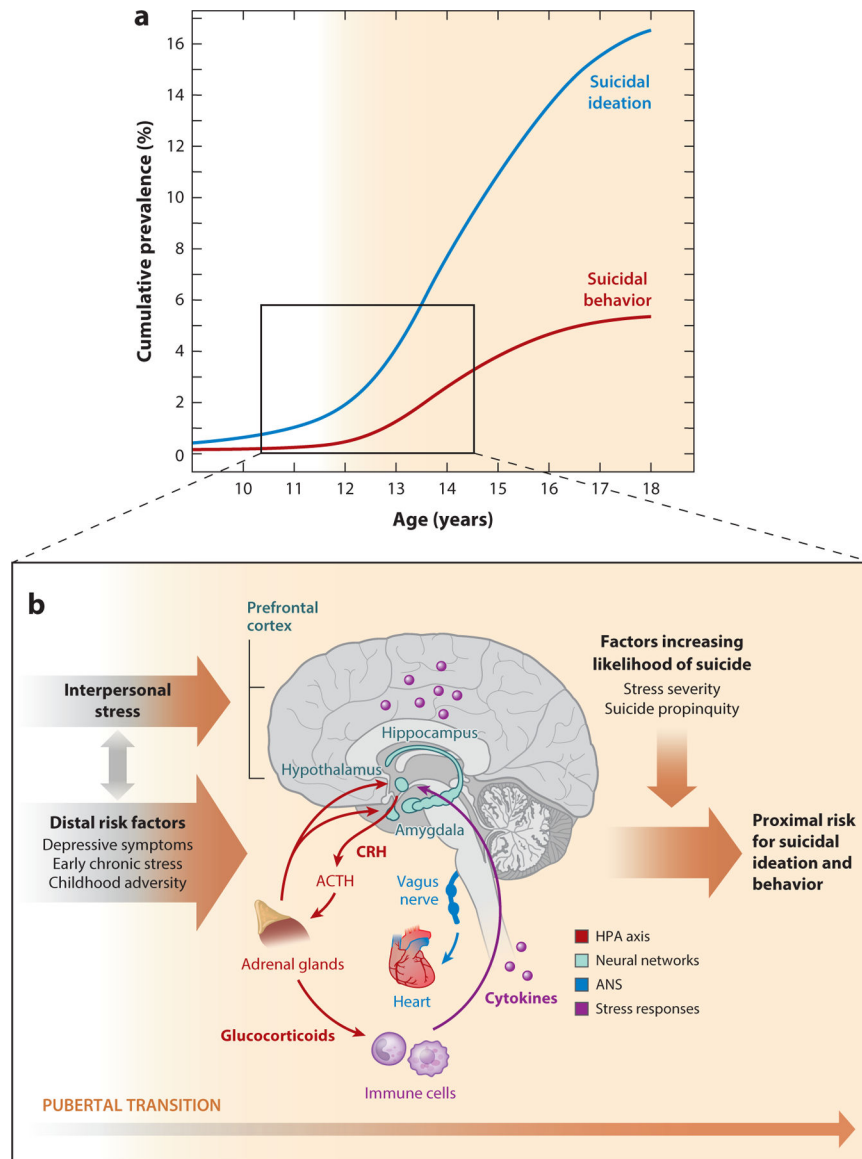 a
Cumulative prevalence (%)
16
14
12
10
8
6
4
2
0
Suicidal
ideation
Suicidal
behavior
10
11
12
13
14
15
16
17
18
Age (years)
b
Prefrontal
cortex
Interpersonal
stress
Distal risk factors
Depressive symptoms
Early chronic stress
Childhood adversity
Hippocampus
Hypothalamus
Amygdala
CRH
ACTH
Adrenal glands
Vagus
nerve
Heart
Glucocorticoids
Immune cells
Cytokines
Factors increasing
likelihood of suicide
Stress severity
Suicide propinquity
Proximal risk
for suicidal
ideation and
behavior
HPA axis
Neural networks
ANS
Stress responses
PUBERTAL TRANSITION